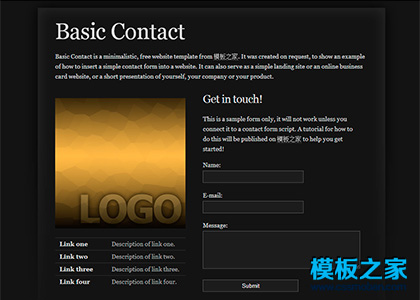 Basic Contact
Basic Contact is a minimalistic, free website template from 模板之家. It was created on request, to show an example
of how to insert a simple contact form into a website. It can also serve as a simple landing site or an online business
card website, or a short presentation of yourself, your company or your product.
LOGO
Link one Description of link one.
Link two Description of link two.
Link three Description of link three.
Link four Description of link four.
Get in touch!
This is a sample form only, it will not work unless you
connect it to a contact form script. A tutorial for how to
do this will be published on 模板之家 to help you get
started!
Name:
E-mail:
Message:
Submit
模板之家